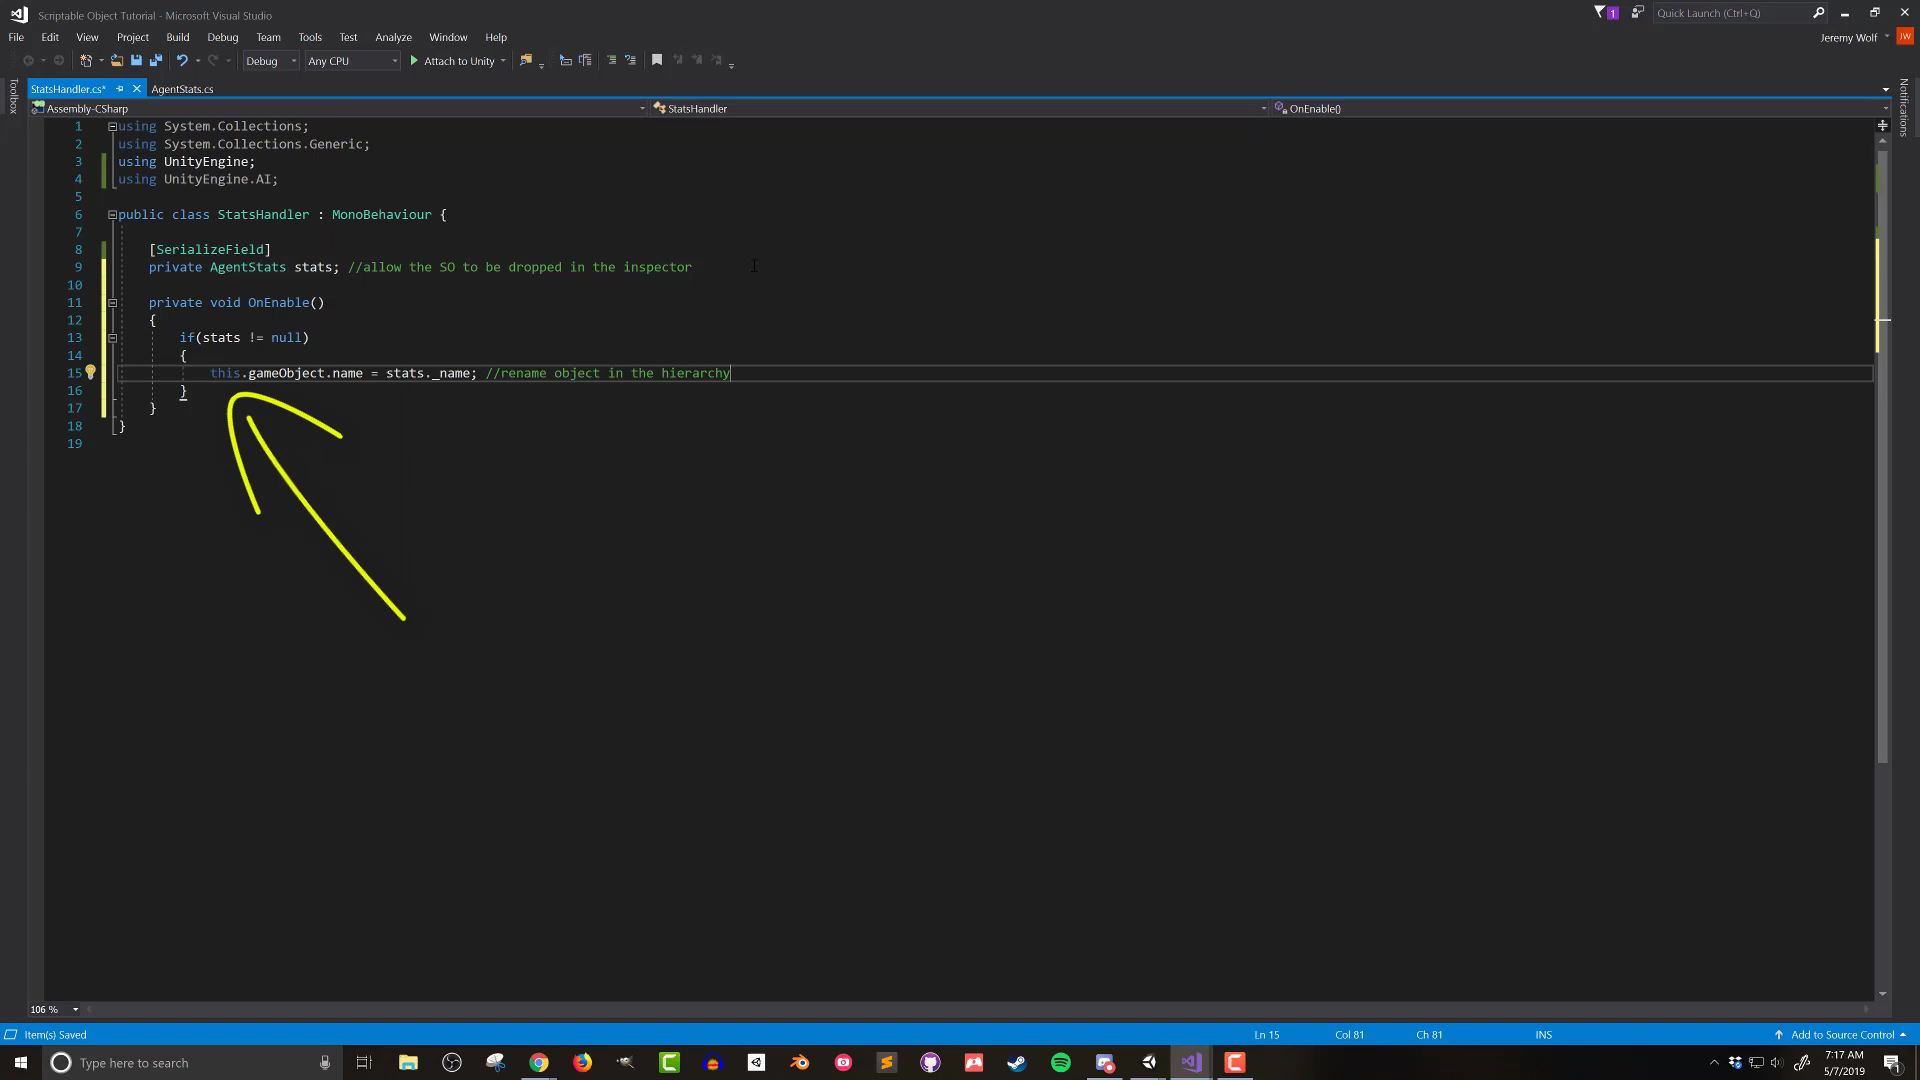 Scriptable Object Tutorial - Microsoft Visual Studio
1
Quick Launch (Ctrl+Q)
File Edit View Project Build Debug Team Tools Test Analyze Window Help
Jeremy Wolf
JW
Debug
Any CPU
Attach to Unity
Toolbox
Notifications
StatsHandler.cs*
AgentStats.cs
Assembly-CSharp
StatsHandler
OnEnable()
1 using System.Collections;
2 using System.Collections.Generic;
3 using UnityEngine;
4 using UnityEngine.AI;
5
6 public class StatsHandler : MonoBehaviour {
7
8 [SerializeField]
9 private AgentStats stats; //allow the SO to be dropped in the inspector
10
11 private void OnEnable()
12 {
13 if(stats != null)
14 {
15 this.gameObject.name = stats._name; //rename object in the hierarchy
16 }
17 }
18 }
19
106 %
Item(s) Saved
Ln 15
Col 81
Ch 81
INS
Add to Source Control
Type here to search
7:17 AM
5/7/2019
1